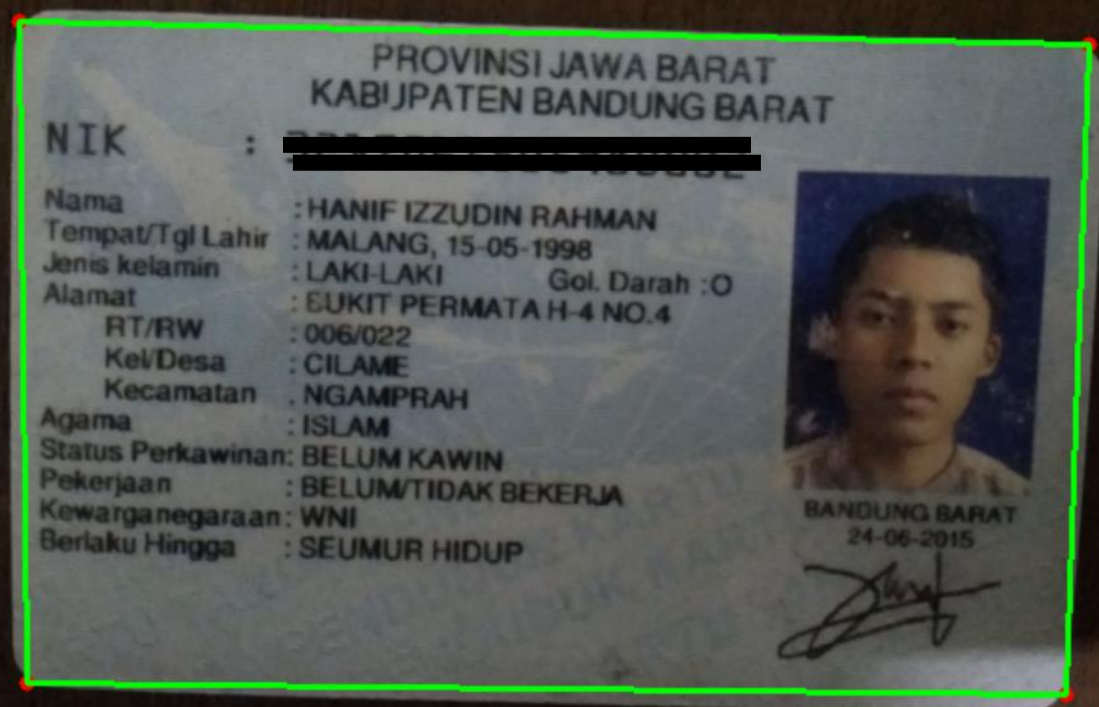 PROVINSI JAWA BARAT
KABUPATEN BANDUNG BARAT
NIK :
Nama : HANIF IZZUDIN RAHMAN
Tempat/Tgl Lahir : MALANG, 15-05-1998
Jenis kelamin : LAKI-LAKI Gol. Darah : O
Alamat : BUKIT PERMATA H-4 NO.4
RT/RW : 006/022
Kel/Desa : CILAME
Kecamatan : NGAMPRAH
Agama : ISLAM
Status Perkawinan: BELUM KAWIN
Pekerjaan : BELUM/TIDAK BEKERJA
Kewarganegaraan: WNI
Berlaku Hingga : SEUMUR HIDUP
BANDUNG BARAT
24-06-2015